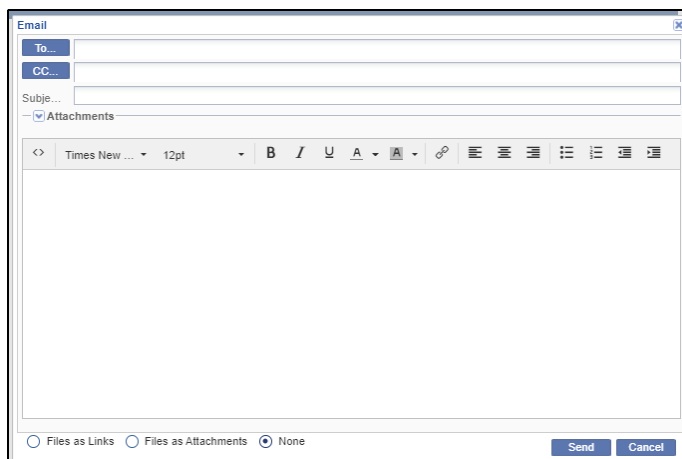 Email
To...
CC...
Subje...
Attachments
<> Times New ... 12pt B I U A A
Files as Links Files as Attachments None
Send Cancel